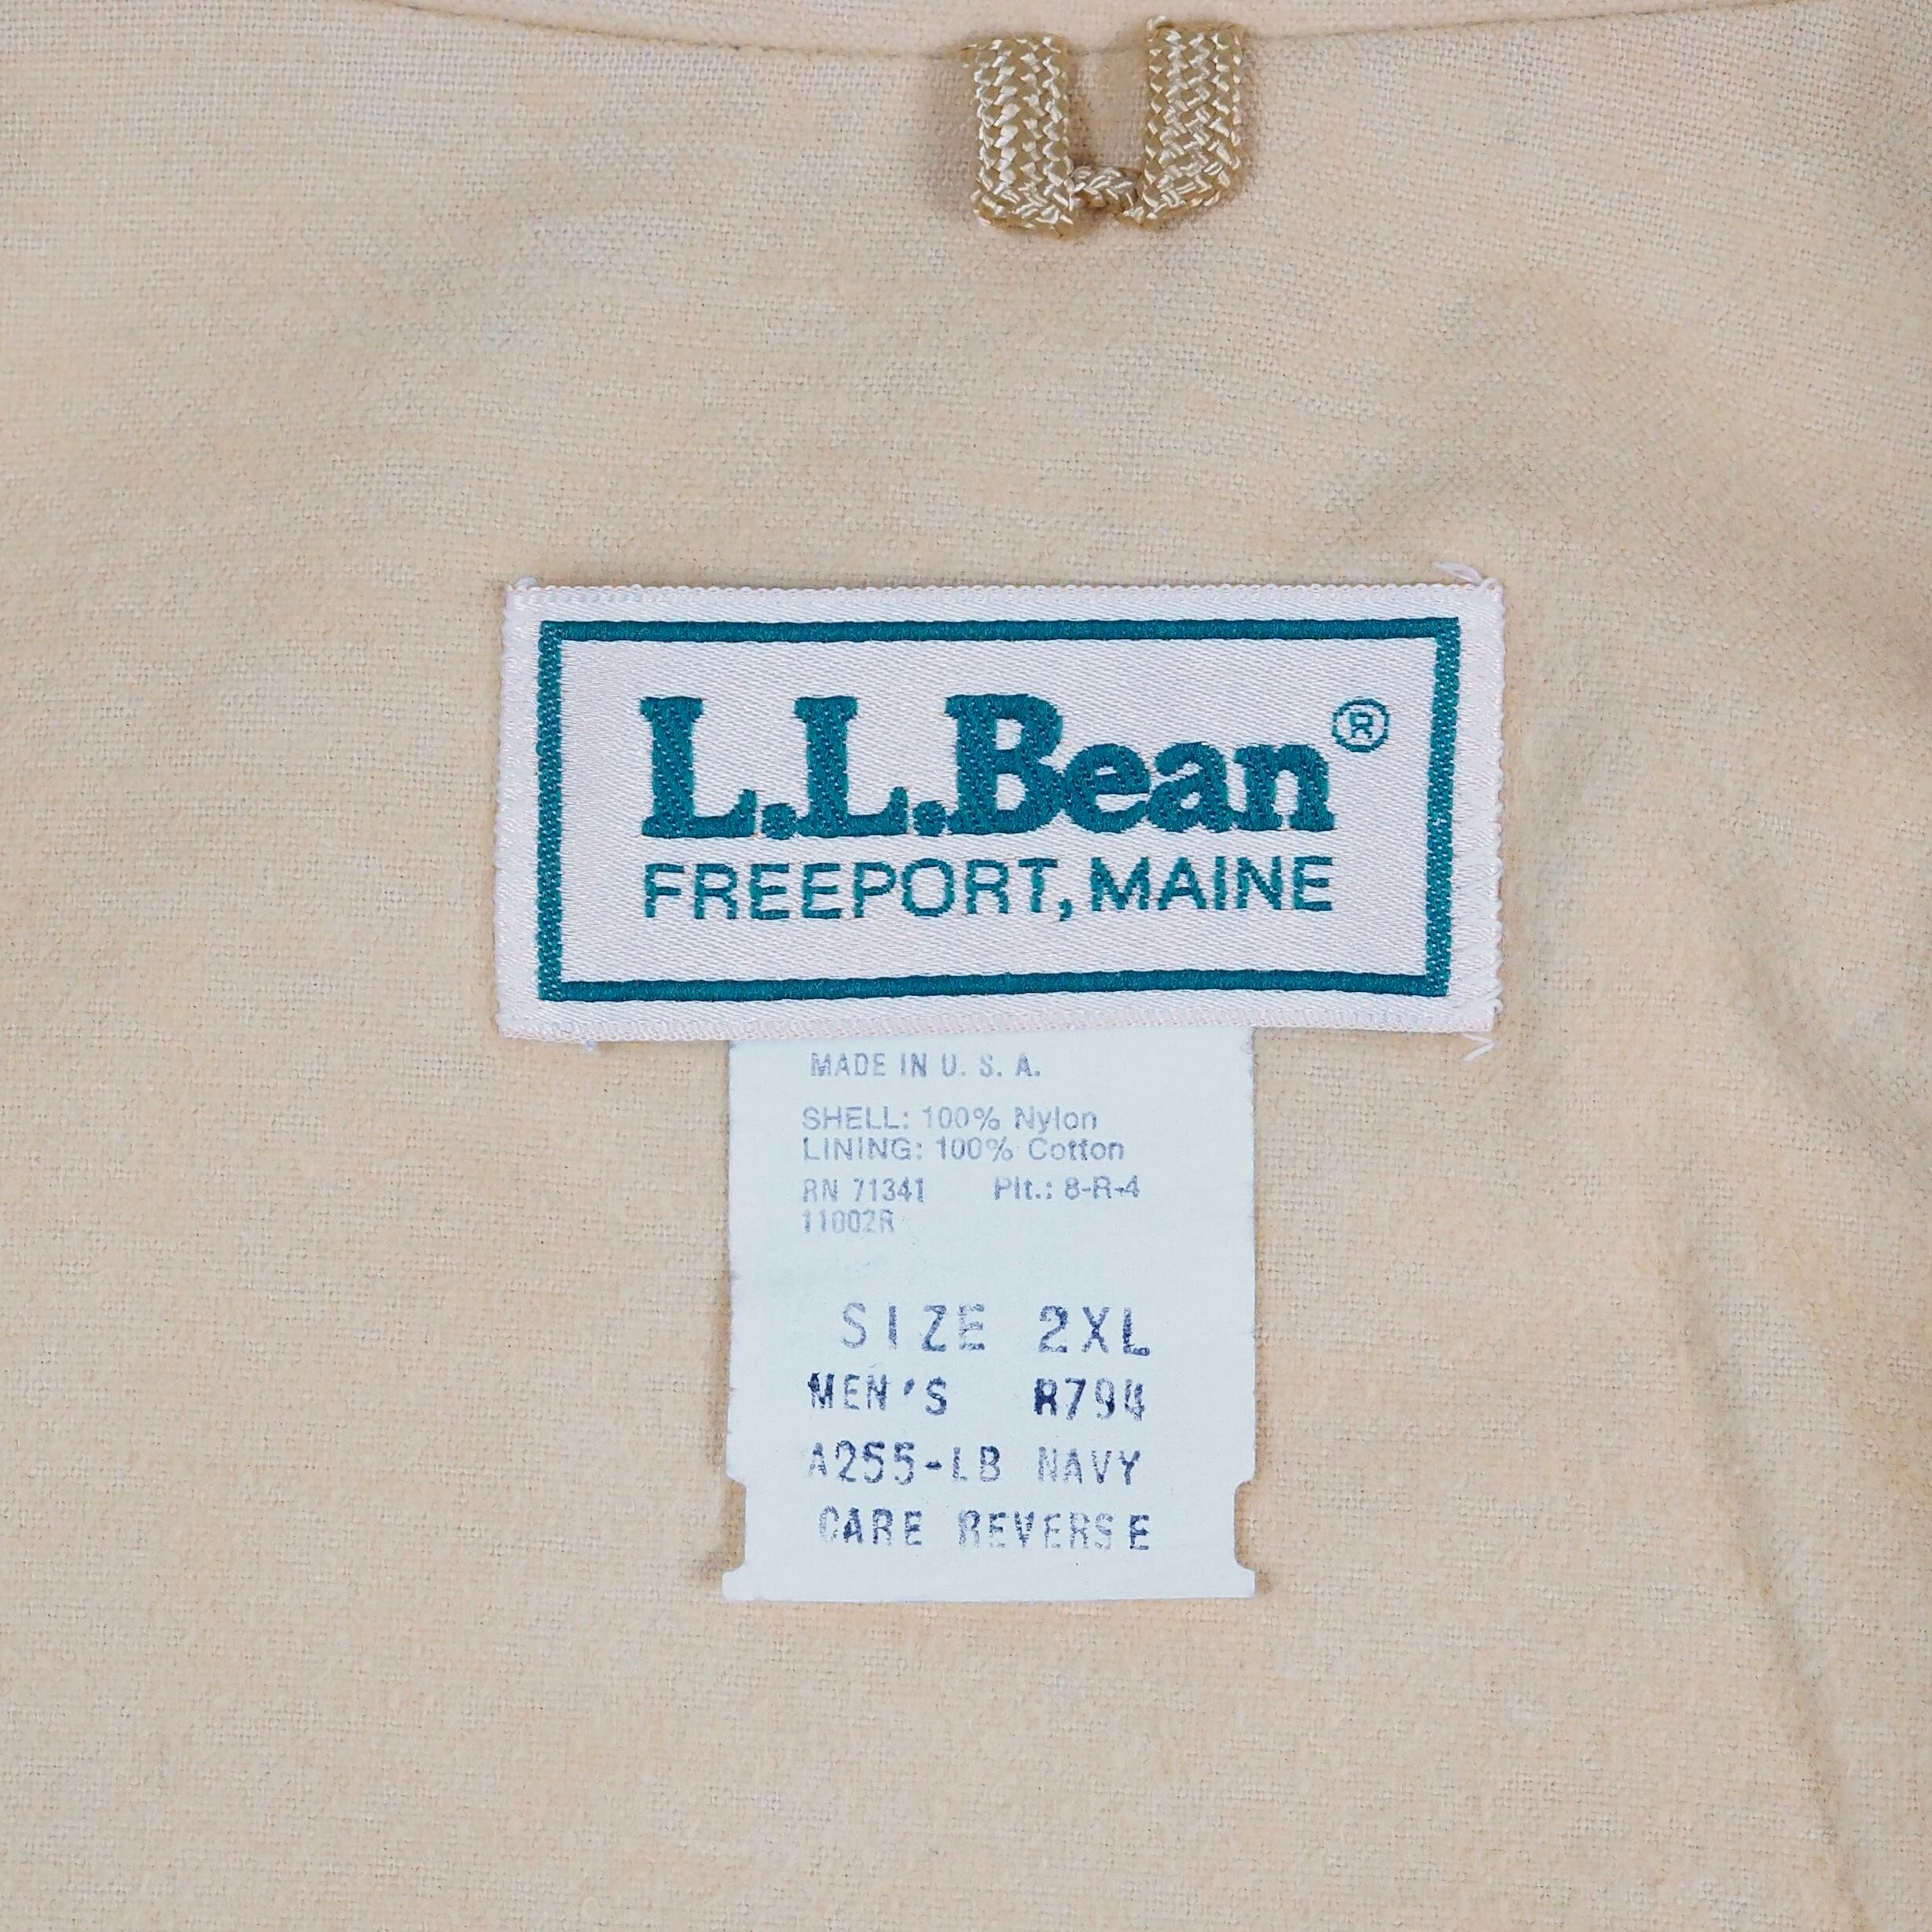 L.L.Bean®
FREEPORT, MAINE
MADE IN U. S. A.
SHELL: 100% Nylon
LINING: 100% Cotton
RN 71341 Plt.: 8-R-4
11002R
SIZE 2XL
MEN'S R794
A255-LB NAVY
CARE REVERSE